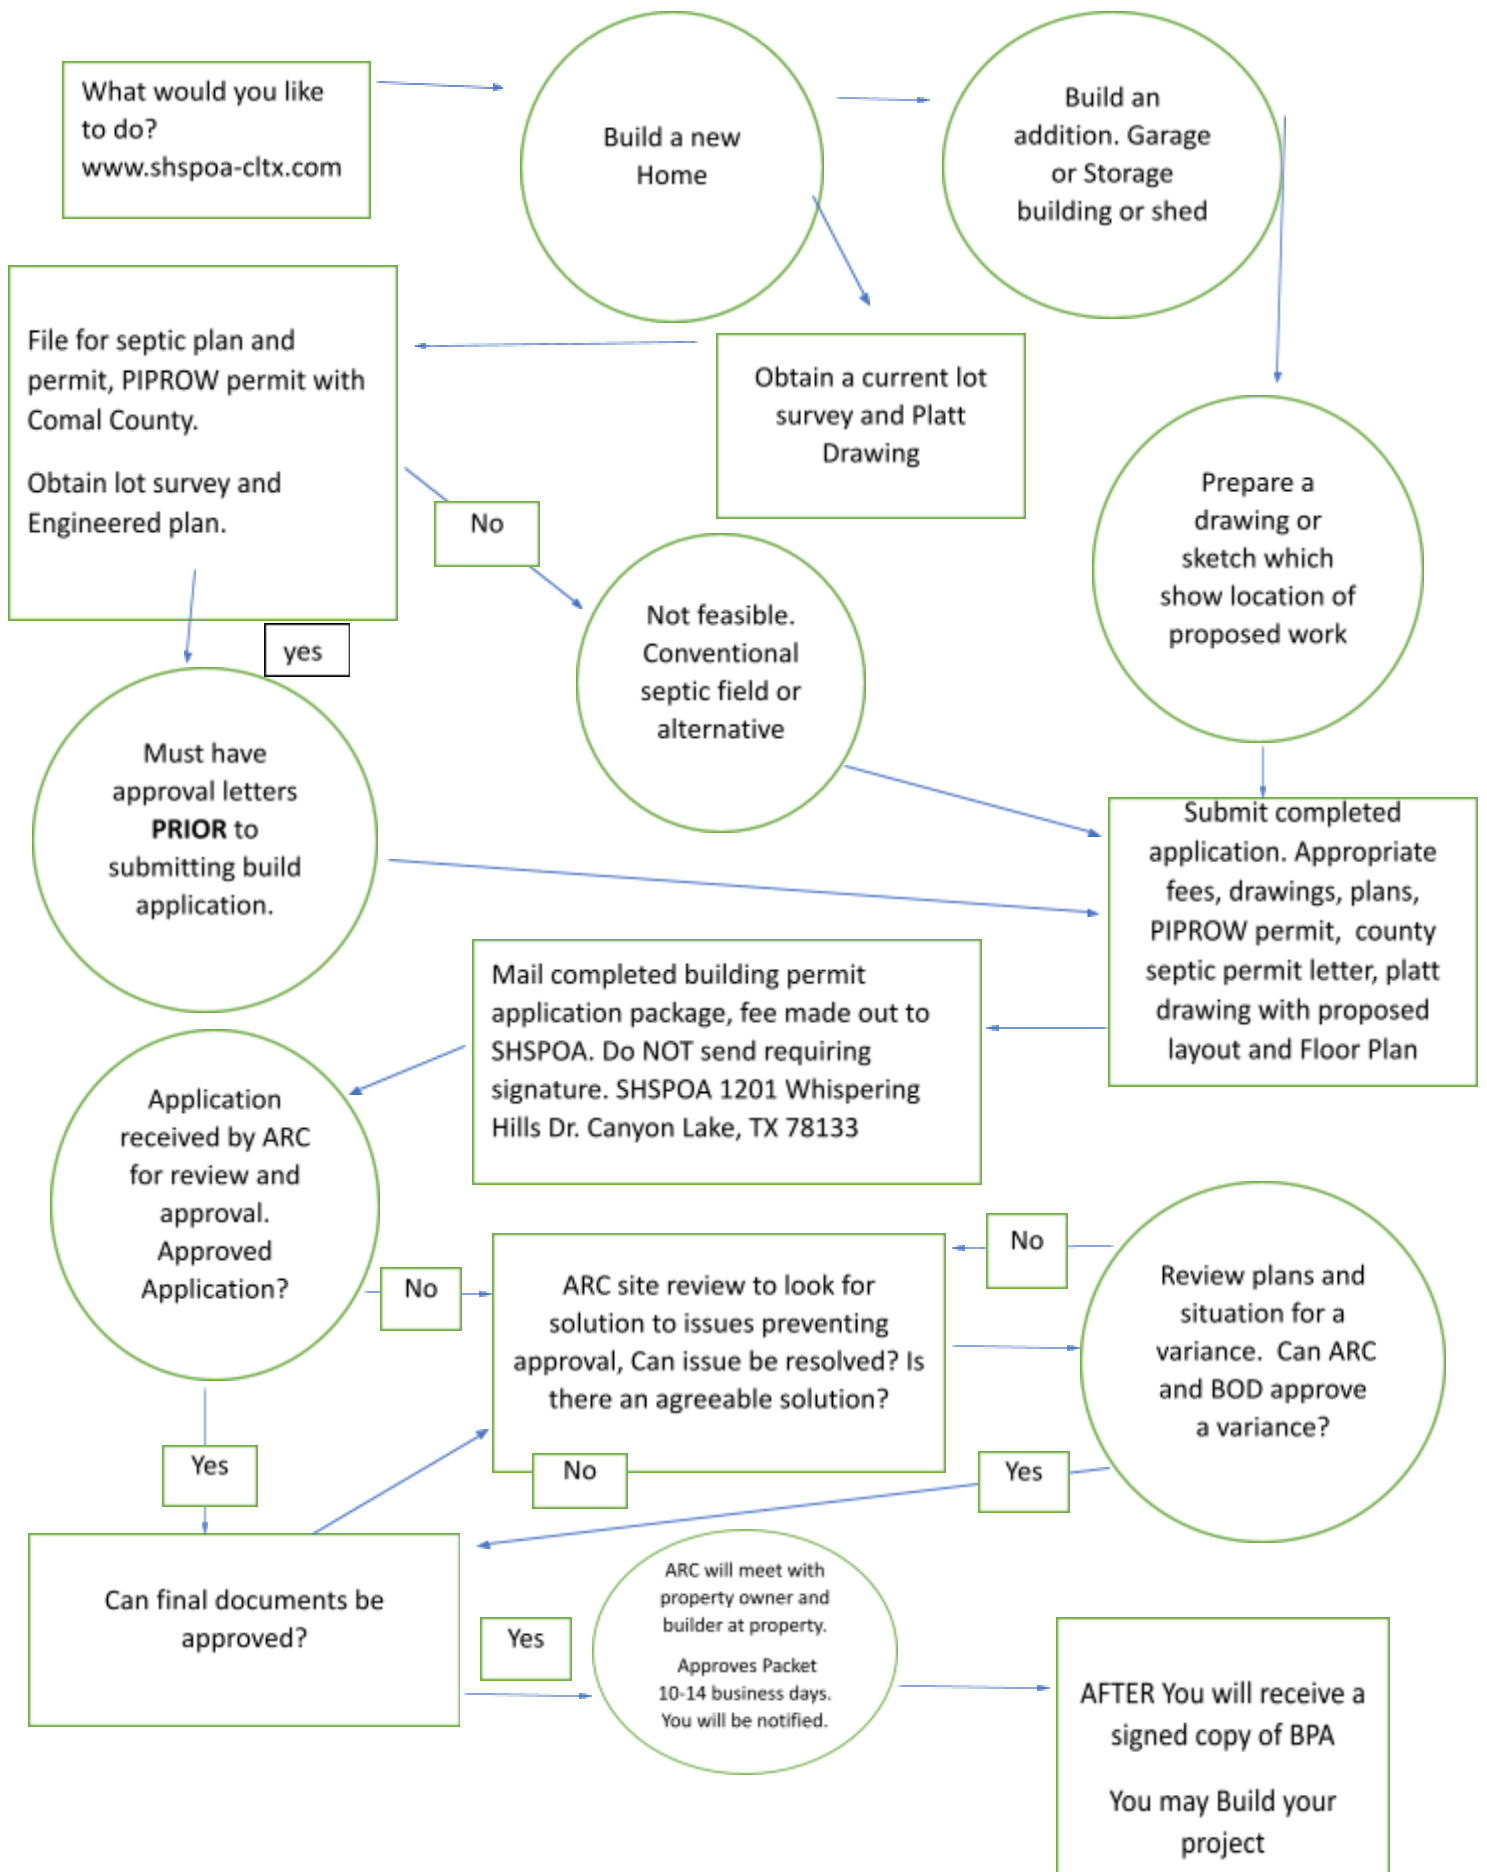 What would you like
to do?
www.shspoa-cltx.com
Build a new
Home
Build an
addition. Garage
or Storage
building or shed
File for septic plan and
permit, PIPROW permit with
Comal County.
Obtain lot survey and
Engineered plan.
Obtain a current lot
survey and Platt
Drawing
No
Prepare a
drawing or
sketch which
show location of
proposed work
Not feasible.
Conventional
septic field or
alternative
yes
Must have
approval letters
PRIOR to
submitting build
application.
Submit completed
application. Appropriate
fees, drawings, plans,
PIPROW permit, county
septic permit letter, platt
drawing with proposed
layout and Floor Plan
Mail completed building permit
application package, fee made out to
SHSPOA. Do NOT send requiring
signature. SHSPOA 1201 Whispering
Hills Dr. Canyon Lake, TX 78133
Application
received by ARC
for review and
approval.
Approved
Application?
No
ARC site review to look for
solution to issues preventing
approval, Can issue be resolved? Is
there an agreeable solution?
No
Review plans and
situation for a
variance. Can ARC
and BOD approve
a variance?
Yes
No
Yes
Can final documents be
approved?
Yes
ARC will meet with
property owner and
builder at property.
Approves Packet
10-14 business days.
You will be notified.
AFTER You will receive a
signed copy of BPA
You may Build your
project